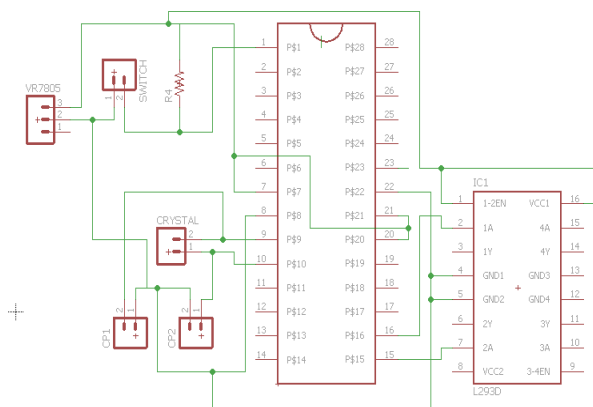 VR7805
3
2
1
SWITCH
1
2
R4
1 P$1 P$28 28
2 P$2 P$27 27
3 P$3 P$26 26
4 P$4 P$25 25
5 P$5 P$24 24
6 P$6 P$23 23
7 P$7 P$22 22
8 P$8 P$21 21
9 P$9 P$20 20
10 P$10 P$19 19
11 P$11 P$18 18
12 P$12 P$17 17
13 P$13 P$16 16
14 P$14 P$15 15
CRYSTAL
2
1
CP1
2
1
CP2
2
1
IC1
1 1-2EN VCC1 16
2 1A 4A 15
3 1Y 4Y 14
4 GND1 GND3 13
5 GND2 GND4 12
6 2Y 3Y 11
7 2A 3A 10
8 VCC2 3-4EN 9
L293D